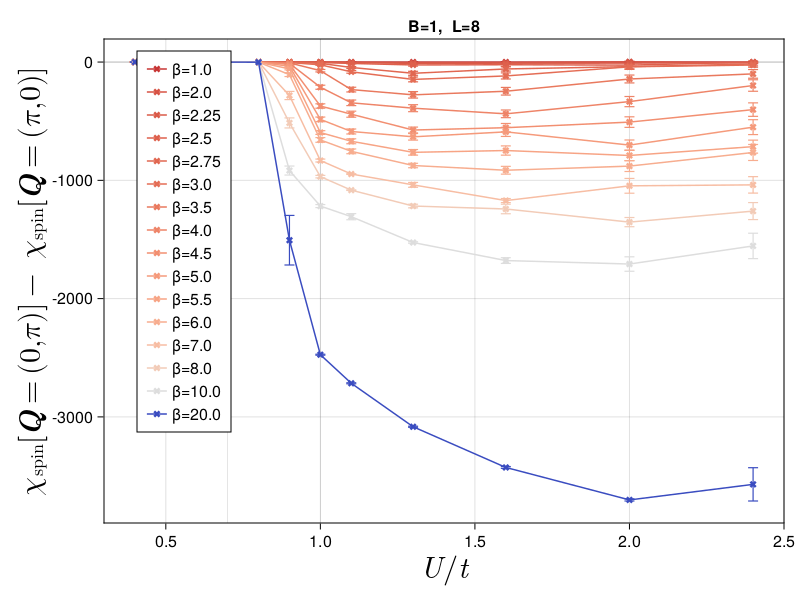 B=1, L=8
χspin[Q=(0,π)] − χspin[Q=(π,0)]
0
-1000
-2000
-3000
β=1.0
β=2.0
β=2.25
β=2.5
β=2.75
β=3.0
β=3.5
β=4.0
β=4.5
β=5.0
β=5.5
β=6.0
β=7.0
β=8.0
β=10.0
β=20.0
0.5 1.0 1.5 2.0 2.5
U/t